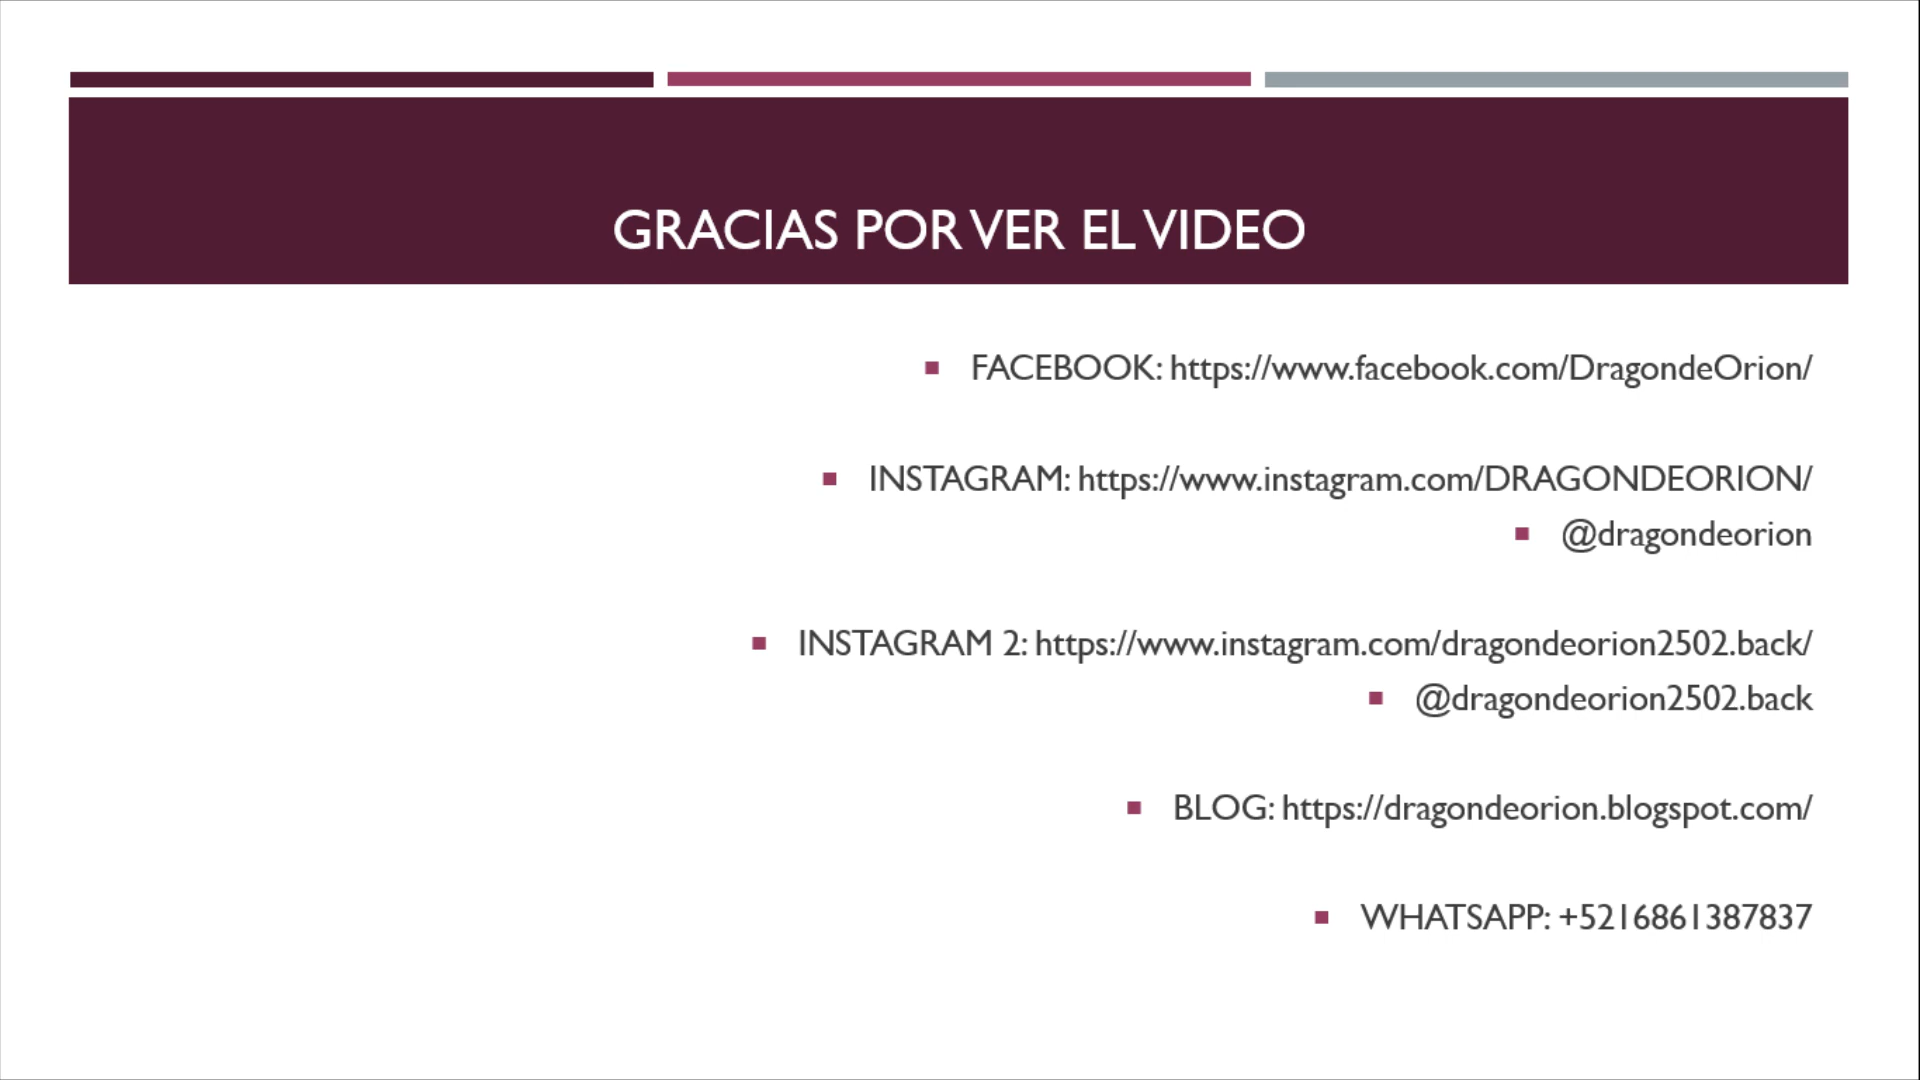 GRACIAS POR VER EL VIDEO
FACEBOOK: https://www.facebook.com/DragondeOrion/
INSTAGRAM: https://www.instagram.com/DRAGONDEORION/
@dragondeorion
INSTAGRAM 2: https://www.instagram.com/dragondeorion2502.back/
@dragondeorion2502.back
BLOG: https://dragondeorion.blogspot.com/
WHATSAPP: +5216861387837